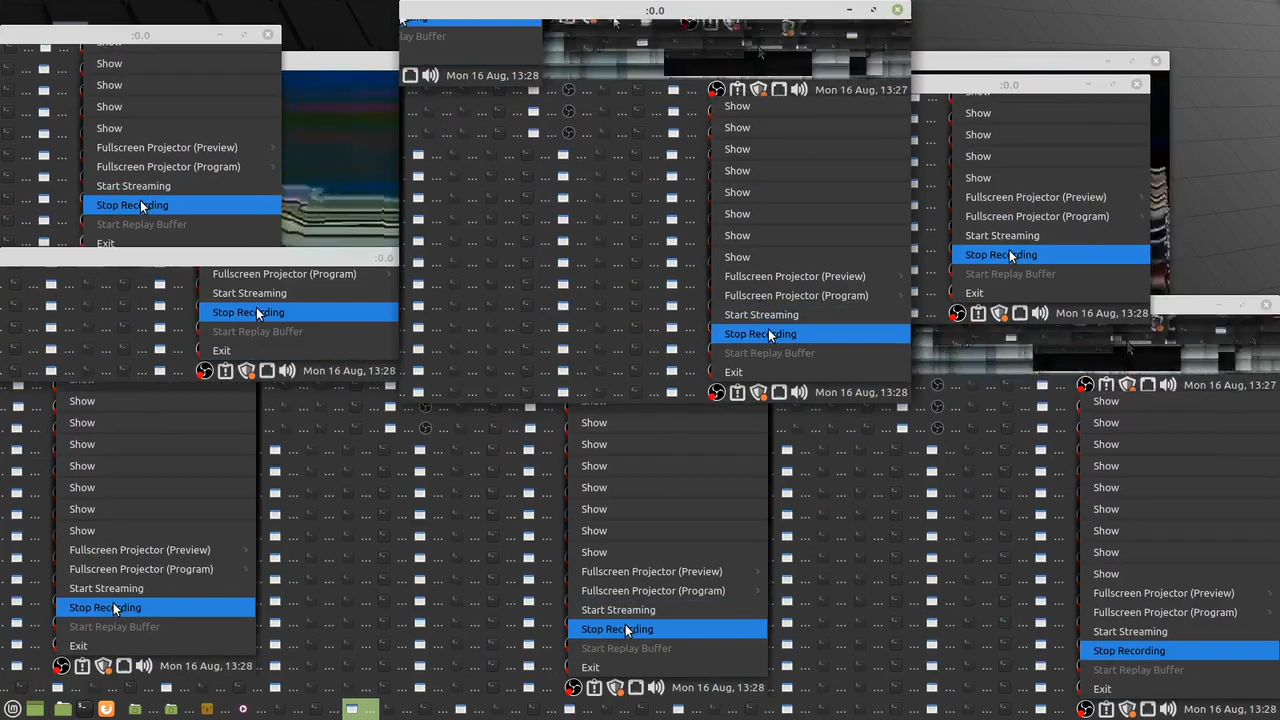 :0.0
Show
Show
Show
Show
Show
Fullscreen Projector (Preview)
Fullscreen Projector (Program)
Start Streaming
Stop Recording
Start Replay Buffer
Exit
:0.0
lay Buffer
Mon 16 Aug, 13:28
Mon 16 Aug, 13:27
Show
Show
Show
Show
Show
Show
Show
Show
Fullscreen Projector (Preview)
Fullscreen Projector (Program)
Start Streaming
Stop Recording
Start Replay Buffer
Exit
Mon 16 Aug, 13:28
:0.0
Show
Show
Show
Show
Show
Fullscreen Projector (Preview)
Fullscreen Projector (Program)
Start Streaming
Stop Recording
Start Replay Buffer
Exit
Mon 16 Aug, 13:28
:0.0
Fullscreen Projector (Program)
Start Streaming
Stop Recording
Start Replay Buffer
Exit
Mon 16 Aug, 13:28
Show
Show
Show
Show
Show
Show
Show
Fullscreen Projector (Preview)
Fullscreen Projector (Program)
Start Streaming
Stop Recording
Start Replay Buffer
Exit
Mon 16 Aug, 13:28
Show
Show
Show
Show
Show
Show
Show
Fullscreen Projector (Preview)
Fullscreen Projector (Program)
Start Streaming
Stop Recording
Start Replay Buffer
Exit
Mon 16 Aug, 13:28
Mon 16 Aug, 13:27
Show
Show
Show
Show
Show
Show
Show
Show
Show
Fullscreen Projector (Preview)
Fullscreen Projector (Program)
Start Streaming
Stop Recording
Start Replay Buffer
Exit
Mon 16 Aug, 13:28